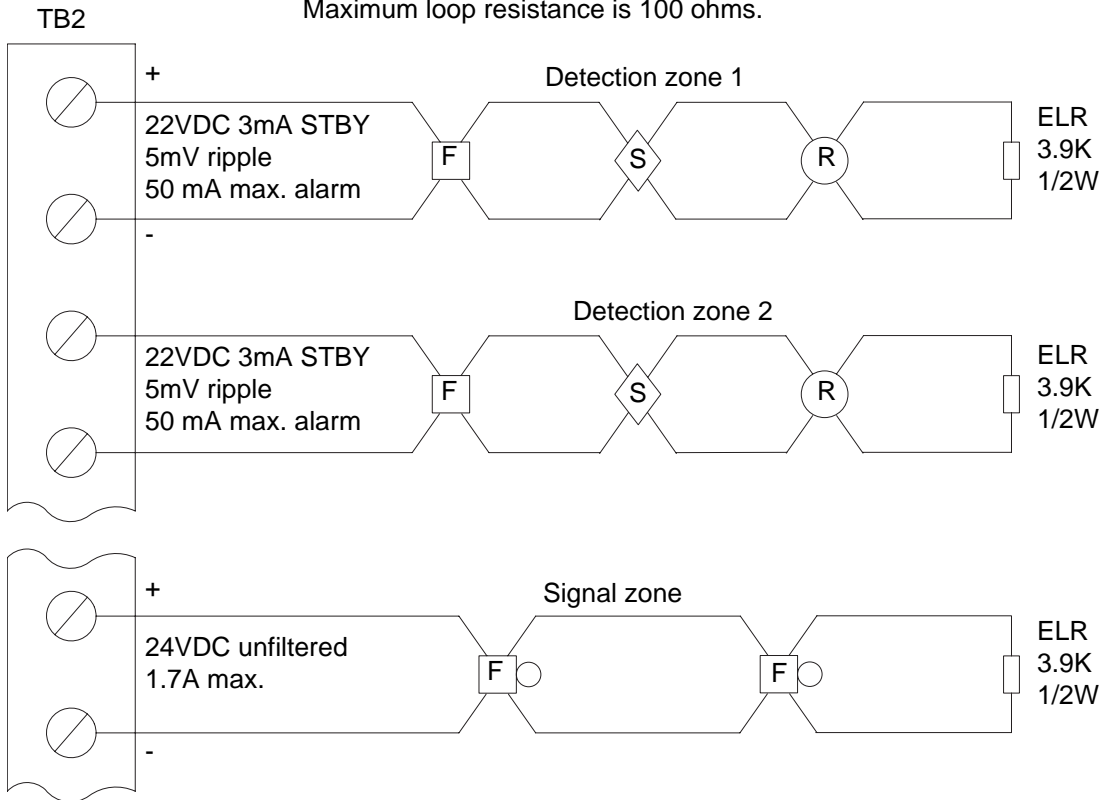 Maximum loop resistance is 100 ohms.
TB2
+
Detection zone 1
22VDC 3mA STBY
5mV ripple
50 mA max. alarm
-
F
S
R
ELR
3.9K
1/2W
Detection zone 2
22VDC 3mA STBY
5mV ripple
50 mA max. alarm
F
S
R
ELR
3.9K
1/2W
+
Signal zone
24VDC unfiltered
1.7A max.
-
F
F
ELR
3.9K
1/2W